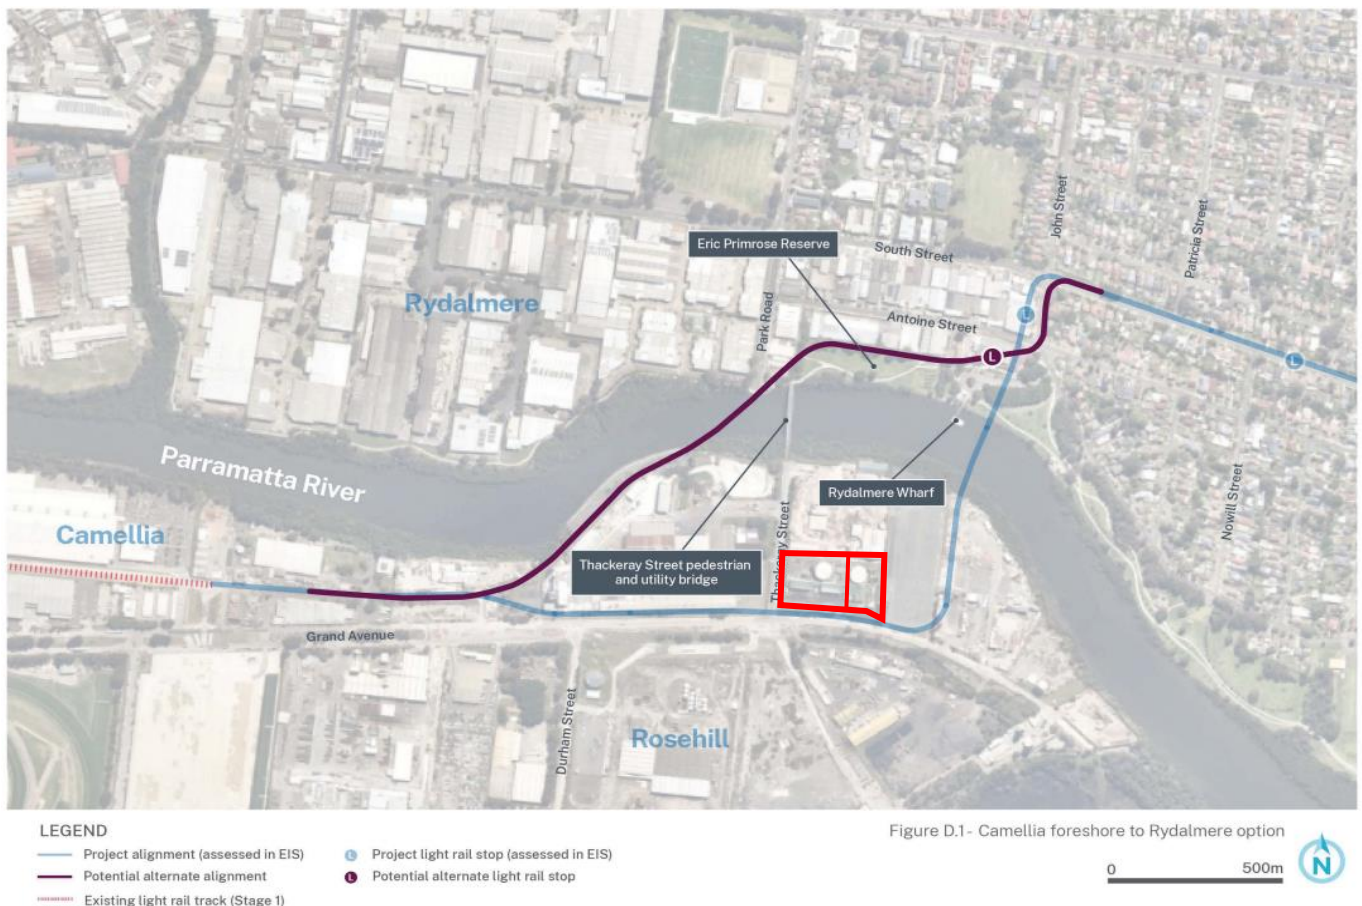 Eric Primrose Reserve
South Street
John Street
Patricia Street
Rydalmere
Park Road
Antoine Street
L
L
L
Parramatta River
Rydalmere Wharf
Nowill Street
Camellia
Thackeray Street pedestrian
and utility bridge
Thackeray Street
Grand Avenue
Durham Street
Rosehill
LEGEND
Project alignment (assessed in EIS)
Potential alternate alignment
Existing light rail track (Stage 1)
L Project light rail stop (assessed in EIS)
L Potential alternate light rail stop
Figure D.1- Camellia foreshore to Rydalmere option
0 500m
N